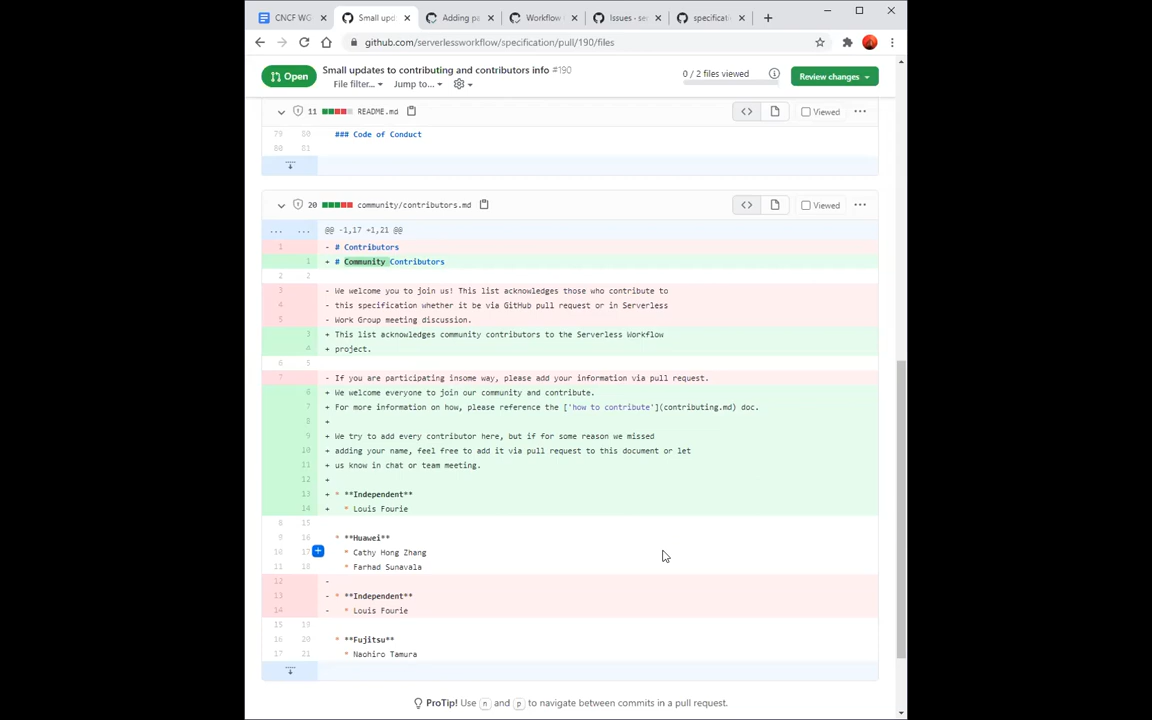 CNCF WG
Small upd
Adding pa
Workflow
Issues - se
specificati
github.com/serverlessworkflow/specification/pull/190/files
Open
Small updates to contributing and contributors info #190
File filter...
Jump to...
0 / 2 files viewed
Review changes
11 README.md
Viewed
79 80 ### Code of Conduct
80 81
20 community/contributors.md
Viewed
... ... @@ -1,17 +1,21 @@
1 - # Contributors
1 + # Community Contributors
2 2
3 - We welcome you to join us! This list acknowledges those who contribute to
4 - this specification whether it be via GitHub pull request or in Serverless
5 - Work Group meeting discussion.
3 + This list acknowledges community contributors to the Serverless Workflow
4 + project.
6 5
7 - If you are participating insome way, please add your information via pull request.
6 + We welcome everyone to join our community and contribute.
7 + For more information on how, please reference the ['how to contribute'](contributing.md) doc.
8 +
9 + We try to add every contributor here, but if for some reason we missed
10 + adding your name, feel free to add it via pull request to this document or let
11 + us know in chat or team meeting.
12 +
13 + * **Independent**
14 + * Louis Fourie
8 15
9 16 * **Huawei**
10 17 * Cathy Hong Zhang
11 18 * Farhad Sunavala
12 -
13 - * **Independent**
14 - * Louis Fourie
15 19
16 20 * **Fujitsu**
17 21 * Naohiro Tamura
ProTip! Use n and p to navigate between commits in a pull request.